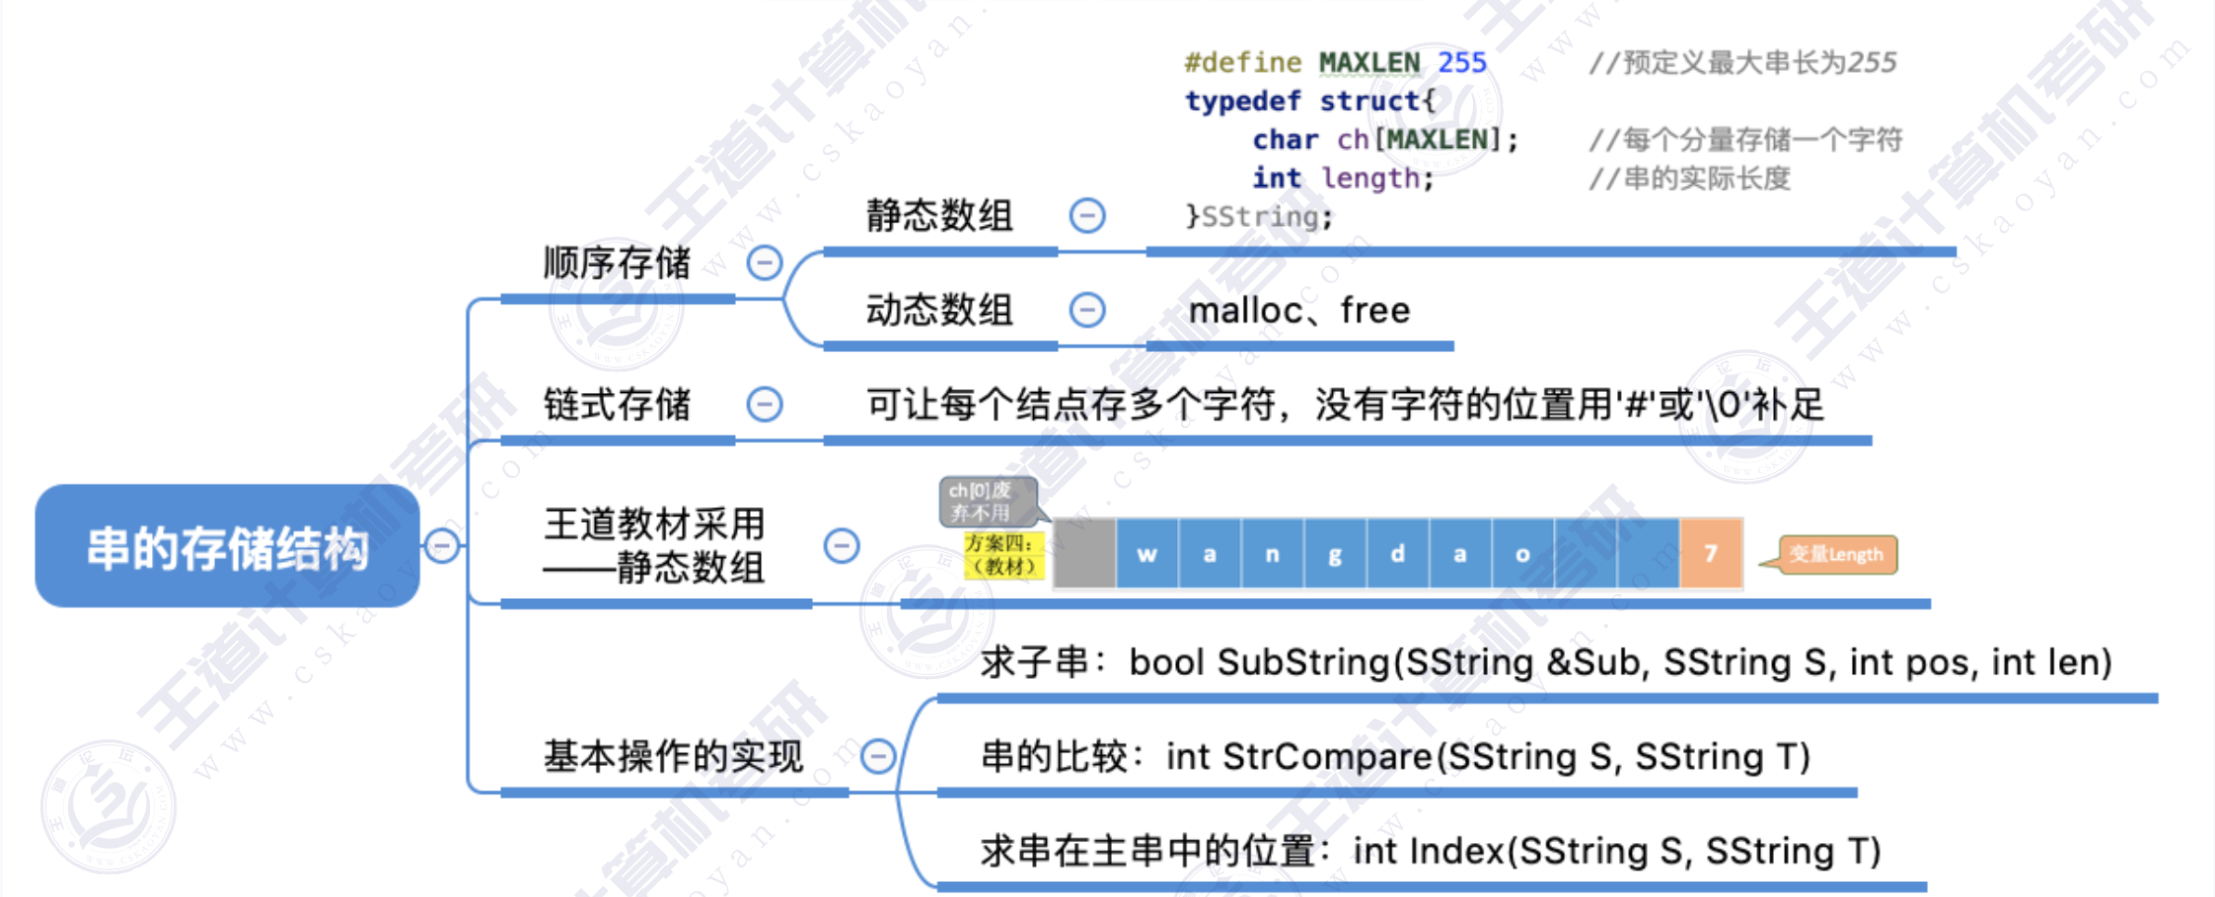 #define MAXLEN 255 //预定义最大串长为255
typedef struct{
char ch[MAXLEN]; //每个分量存储一个字符
int length; //串的实际长度
}SString;
静态数组
顺序存储
动态数组
malloc、free
链式存储
可让每个结点存多个字符，没有字符的位置用'#'或'\0'补足
串的存储结构
王道教材采用
——静态数组
ch[0]废
弃不用
方案四：
（教材）
w a n g d a o 7
变量Length
求子串：bool SubString(SString &Sub, SString S, int pos, int len)
基本操作的实现
串的比较：int StrCompare(SString S, SString T)
求串在主串中的位置：int Index(SString S, SString T)
王道计算机考研
www.cskaoyan.com